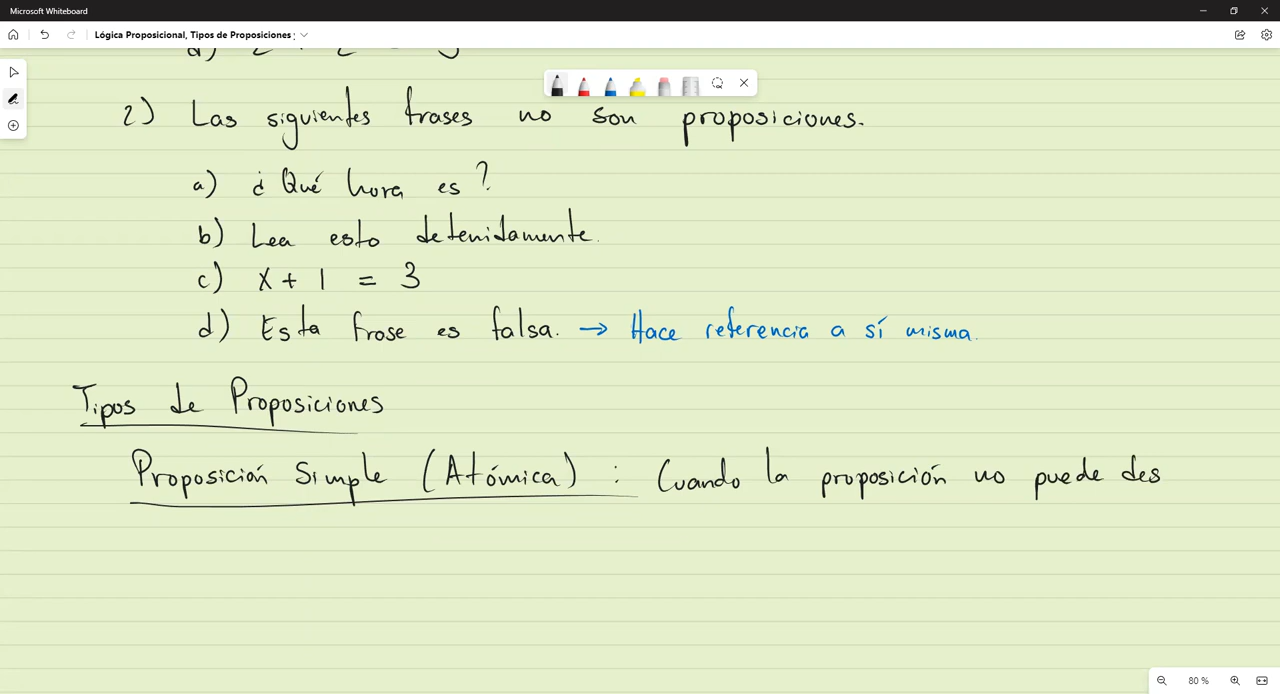 Microsoft Whiteboard
Lógica Proposicional, Tipos de Proposiciones
2) Las siguientes frases no son proposiciones.
a) ¿Qué hora es?
b) Lea esto detenidamente.
c) x + 1 = 3
d) Esta frase es falsa. → Hace referencia a sí misma.
Tipos de Proposiciones
Proposición Simple (Atómica) : Cuando la proposición no puede des
80 %